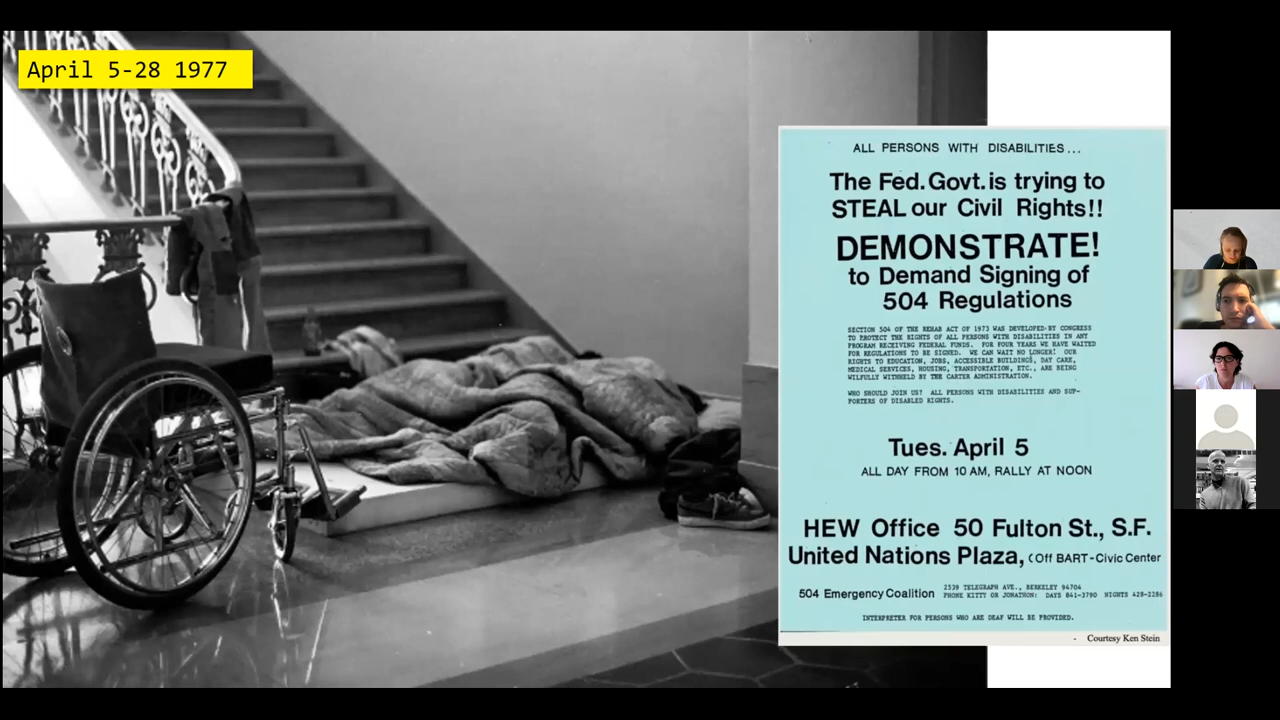 April 5-28 1977
ALL PERSONS WITH DISABILITIES...
The Fed. Govt. is trying to
STEAL our Civil Rights!!
DEMONSTRATE!
to Demand Signing of
504 Regulations
SECTION 504 OF THE REHAB ACT OF 1973 WAS DEVELOPED BY CONGRESS
TO PROTECT THE RIGHTS OF ALL PERSONS WITH DISABILITIES IN ANY
PROGRAM RECEIVING FEDERAL FUNDS. FOR FOUR YEARS WE HAVE WAITED
FOR REGULATIONS TO BE SIGNED. WE CAN WAIT NO LONGER! OUR
RIGHTS TO EDUCATION, JOBS, ACCESSIBLE BUILDINGS, DAY CARE,
MEDICAL SERVICES, HOUSING, TRANSPORTATION, ETC., ARE BEING
WILFULLY WITHHELD BY THE CARTER ADMINISTRATION.
WHO SHOULD JOIN US? ALL PERSONS WITH DISABILITIES AND SUP-
PORTERS OF DISABLED RIGHTS.
Tues. April 5
ALL DAY FROM 10 AM, RALLY AT NOON
HEW Office 50 Fulton St., S.F.
United Nations Plaza, (Off BART-Civic Center
504 Emergency Coalition
2539 TELEGRAPH AVE., BERKELEY 94704
PHONE KITTY OR JONATHON: DAYS 841-3790 NIGHTS 428-2286
INTERPRETER FOR PERSONS WHO ARE DEAF WILL BE PROVIDED.
- Courtesy Ken Stein